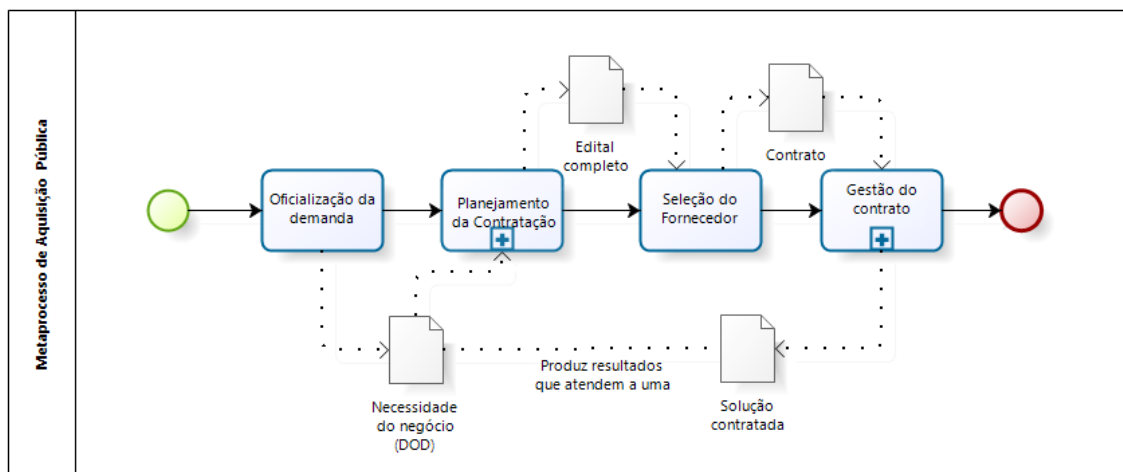 Metaprocesso de Aquisição Pública
Edital
completo
Contrato
Oficialização da
demanda
Planejamento
da Contratação
Seleção do
Fornecedor
Gestão do
contrato
Produz resultados
que atendem a uma
Necessidade
do negócio
(DOD)
Solução
contratada